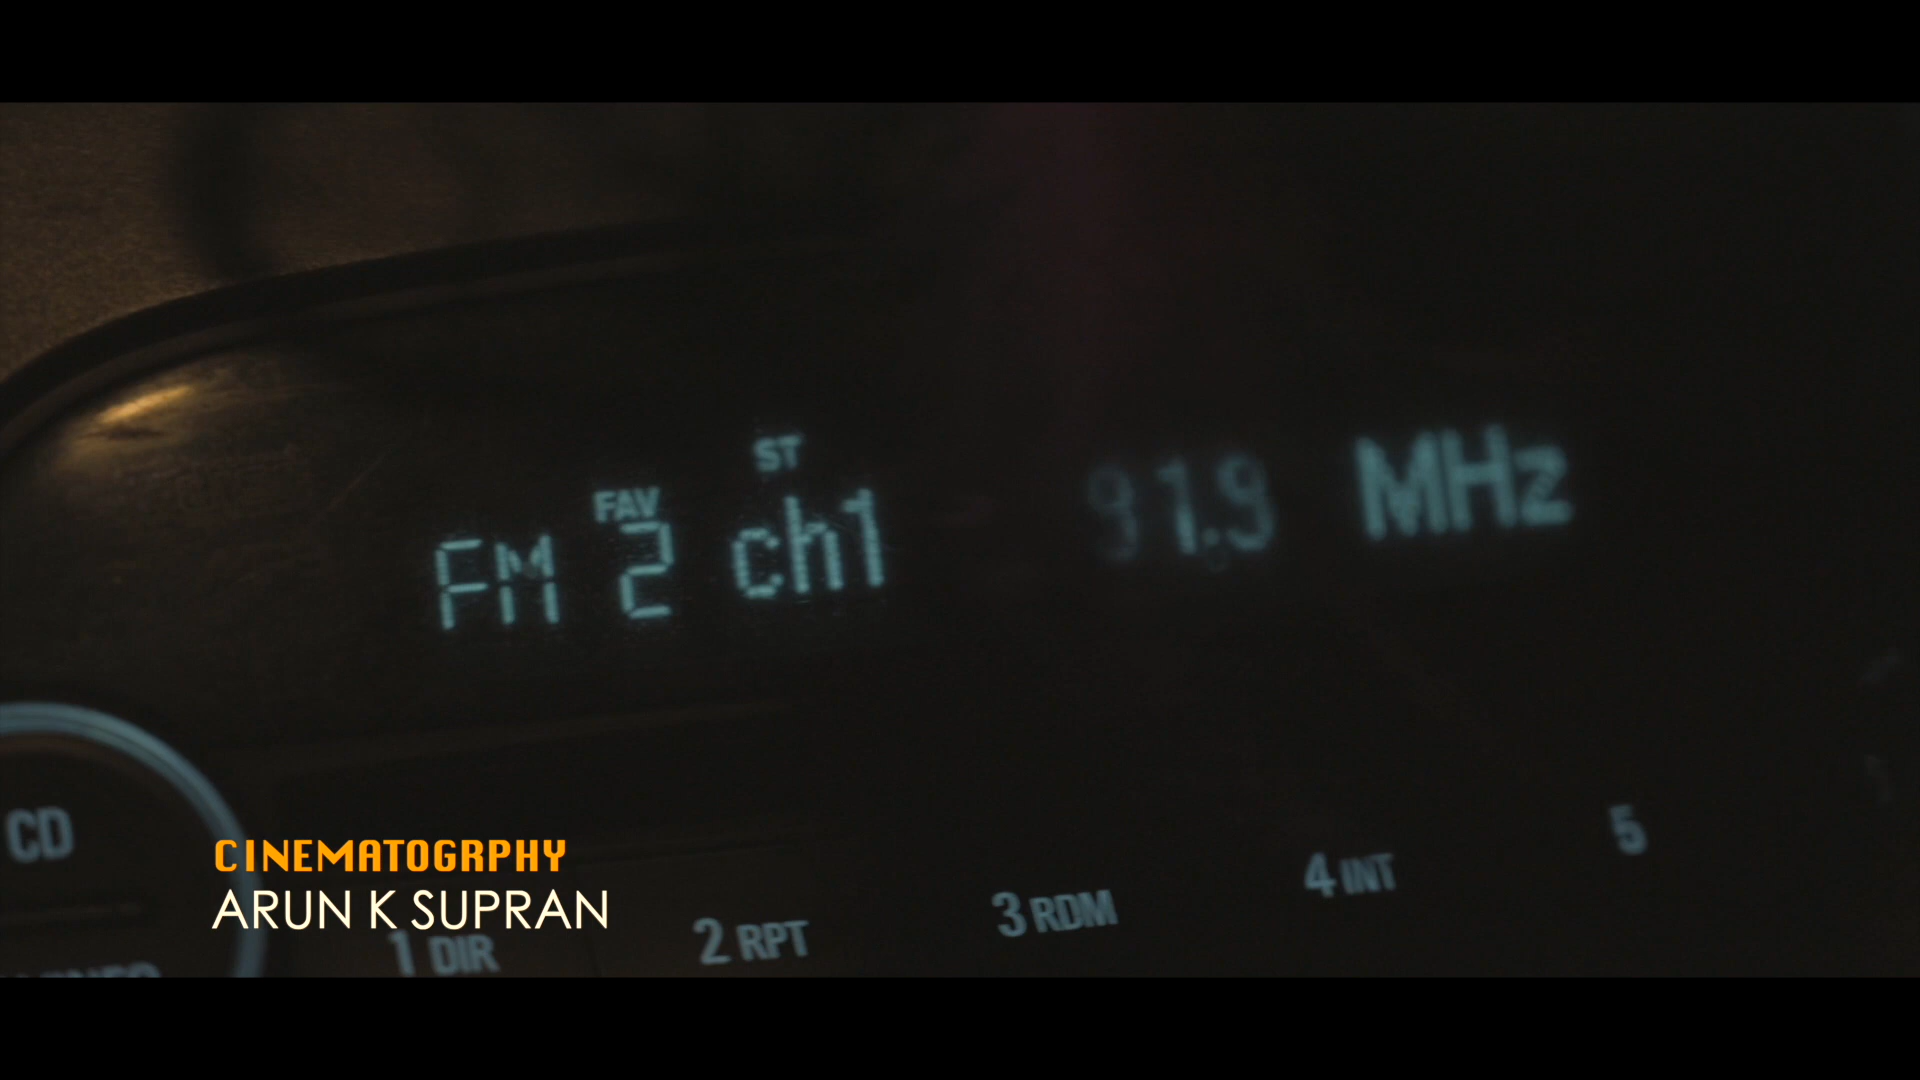 ST
FAV
FM 2 ch1 91.9 MHz
CD
CINEMATOGRPHY
ARUN K SUPRAN
1 DIR 2 RPT 3 RDM 4 INT 5